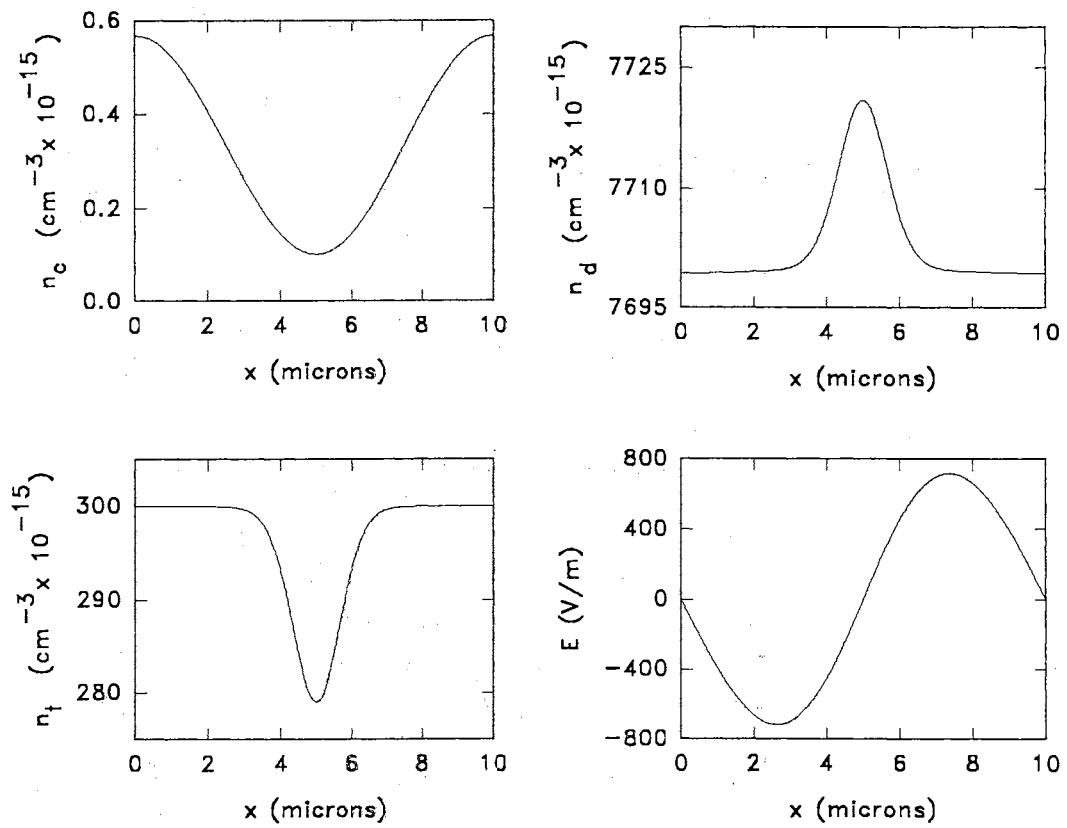 n_c (cm^-3 x 10^-15)
0.6
0.4
0.2
0.0
0 2 4 6 8 10
x (microns)
n_d (cm^-3 x 10^-15)
7725
7710
7695
0 2 4 6 8 10
x (microns)
n_t (cm^-3 x 10^-15)
300
290
280
0 2 4 6 8 10
x (microns)
E (V/m)
800
400
0
-400
-800
0 2 4 6 8 10
x (microns)